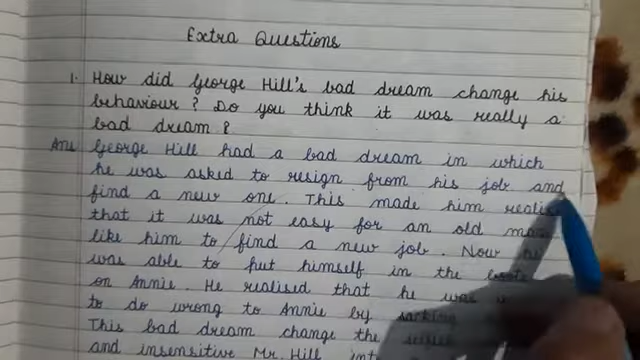 Extra Questions
1. How did George Hill's bad dream change his
behaviour? Do you think it was really a
bad dream?
Ans George Hill had a bad dream in which
he was asked to resign from his job and
find a new one. This made him realise
that it was not easy for an old man
like him to find a new job. Now he
was able to put himself in the
on Annie. He realised that he was
to do wrong to Annie by sacking
This bad dream change the
and insensitive Mr. Hill into